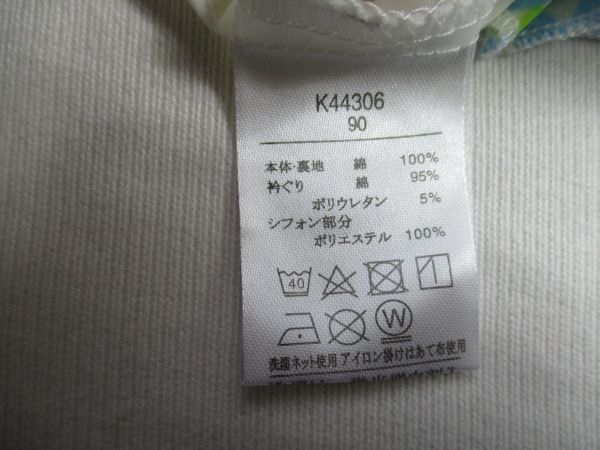 K44306
90
本体・裏地 綿 100%
衿ぐり 綿 95%
ポリウレタン 5%
シフォン部分
ポリエステル 100%
40
W
洗濯ネット使用 アイロン掛けはあて布使用